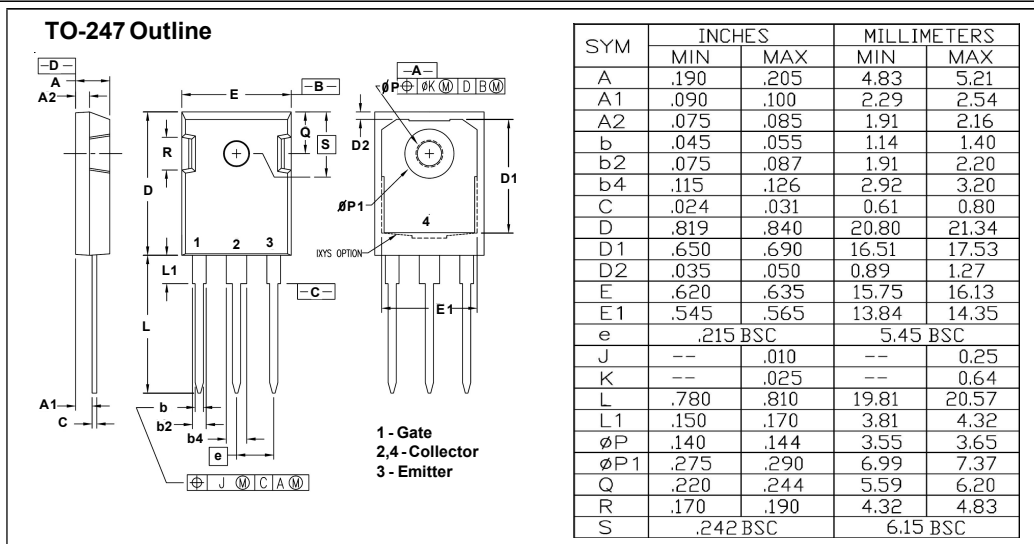 TO-247 Outline
D
A
A2
E
B
A
øP ⌖ øK Ⓜ D B Ⓜ
Q
S
D2
R
D
D1
øP1
4
1 2 3
IXYS OPTION
L1
C
E1
L
A1
C
b
b2
b4
e
⌖ J Ⓜ C A Ⓜ
1 - Gate
2,4 - Collector
3 - Emitter
SYM INCHES MILLIMETERS
MIN MAX MIN MAX
A .190 .205 4.83 5.21
A1 .090 .100 2.29 2.54
A2 .075 .085 1.91 2.16
b .045 .055 1.14 1.40
b2 .075 .087 1.91 2.20
b4 .115 .126 2.92 3.20
C .024 .031 0.61 0.80
D .819 .840 20.80 21.34
D1 .650 .690 16.51 17.53
D2 .035 .050 0.89 1.27
E .620 .635 15.75 16.13
E1 .545 .565 13.84 14.35
e .215 BSC 5.45 BSC
J -- .010 -- 0.25
K -- .025 -- 0.64
L .780 .810 19.81 20.57
L1 .150 .170 3.81 4.32
øP .140 .144 3.55 3.65
øP1 .275 .290 6.99 7.37
Q .220 .244 5.59 6.20
R .170 .190 4.32 4.83
S .242 BSC 6.15 BSC